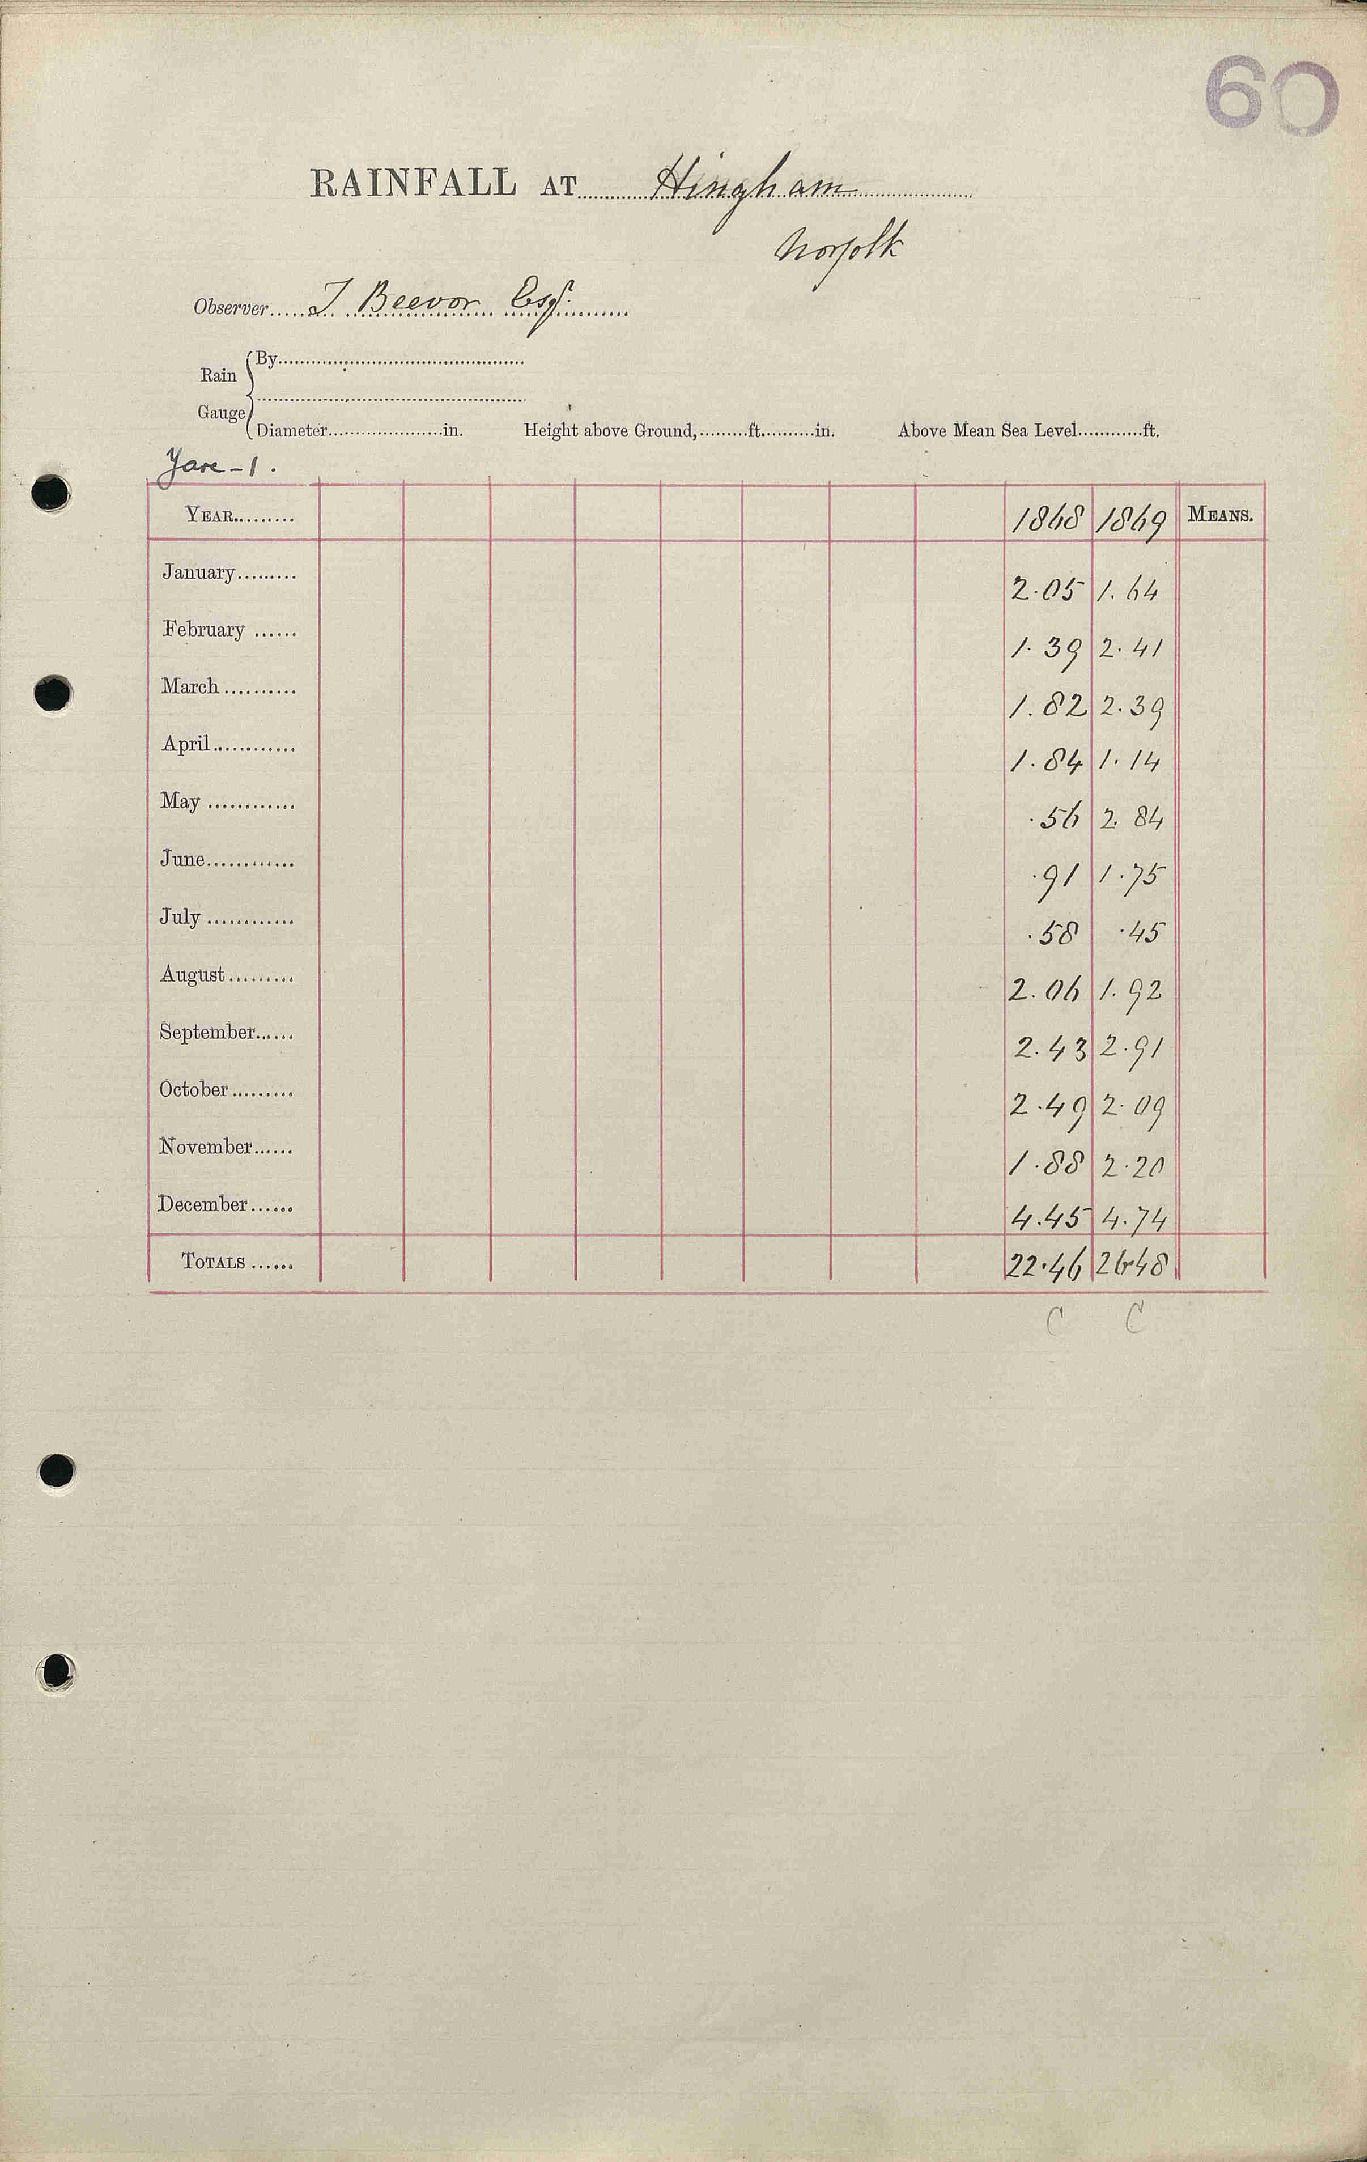 60
RAINFALL AT Hingham
Norfolk
Observer J Beevor Esq.
Rain Gauge
By
Diameter in. Height above Ground, ft. in. Above Mean Sea Level ft.
Yare - 1.
YEAR 1868 1869 MEANS.
January 2.05 1.64
February 1.39 2.41
March 1.82 2.39
April 1.84 1.14
May .56 2.84
June .91 1.75
July .58 .45
August 2.06 1.92
September 2.43 2.91
October 2.49 2.09
November 1.88 2.20
December 4.45 4.74
TOTALS 22.46 26.48
C C